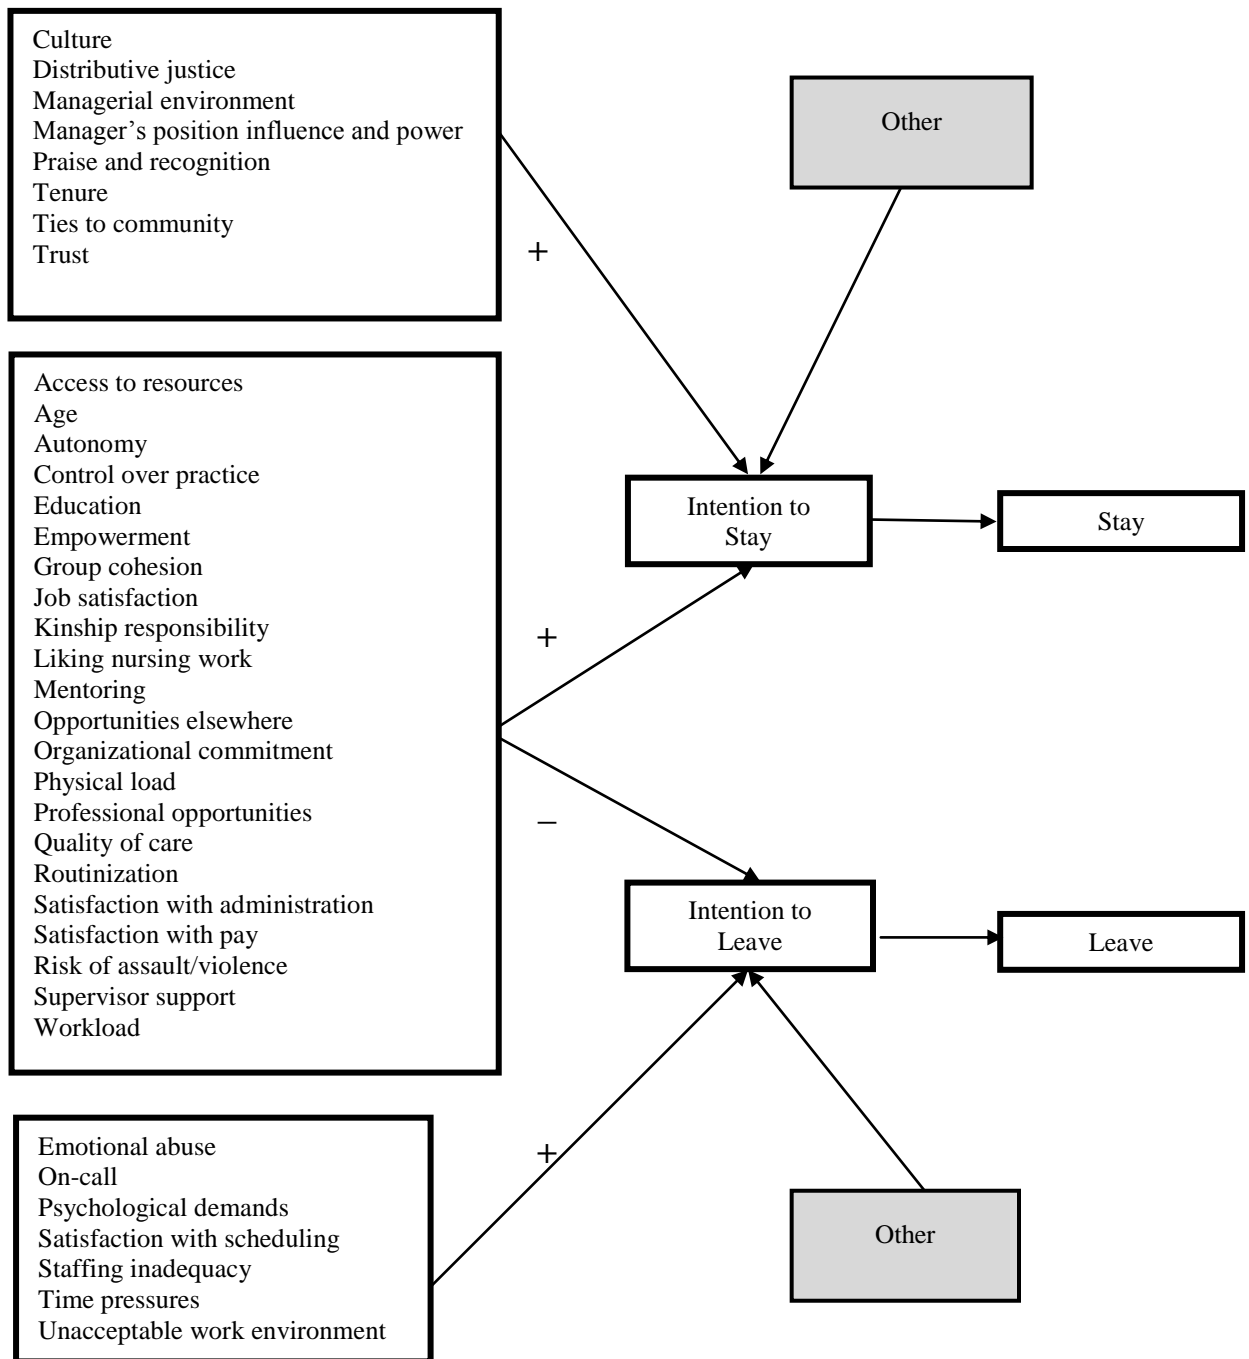 Culture
Distributive justice
Managerial environment
Manager’s position influence and power
Praise and recognition
Tenure
Ties to community
Trust
Other
+
Access to resources
Age
Autonomy
Control over practice
Education
Empowerment
Group cohesion
Job satisfaction
Kinship responsibility
Liking nursing work
Mentoring
Opportunities elsewhere
Organizational commitment
Physical load
Professional opportunities
Quality of care
Routinization
Satisfaction with administration
Satisfaction with pay
Risk of assault/violence
Supervisor support
Workload
Intention to
Stay
Stay
+
–
Intention to
Leave
Leave
Emotional abuse
On-call
Psychological demands
Satisfaction with scheduling
Staffing inadequacy
Time pressures
Unacceptable work environment
+
Other